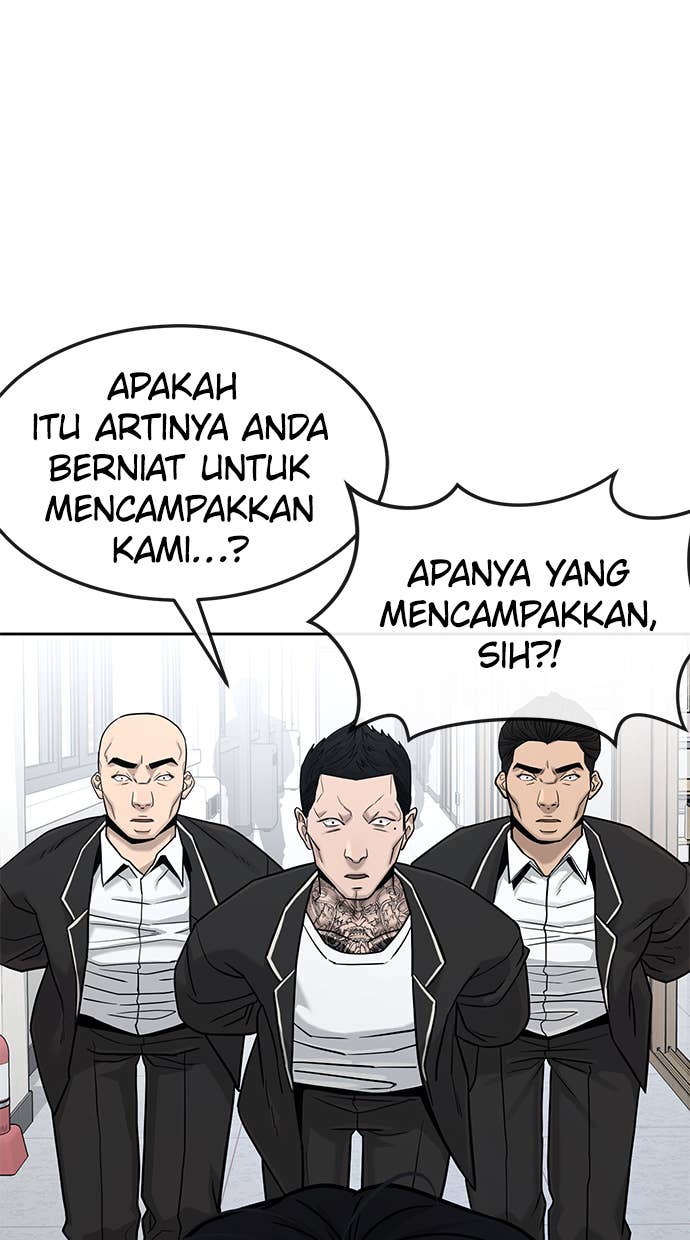 APAKAH
ITU ARTINYA ANDA
BERNIAT UNTUK
MENCAMPAKKAN
KAMI...?
APANYA YANG
MENCAMPAKKAN,
SIH?!